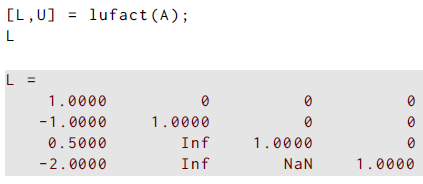 [L,U] = lufact(A);
L
L =
1.0000 0 0 0
-1.0000 1.0000 0 0
0.5000 Inf 1.0000 0
-2.0000 Inf NaN 1.0000